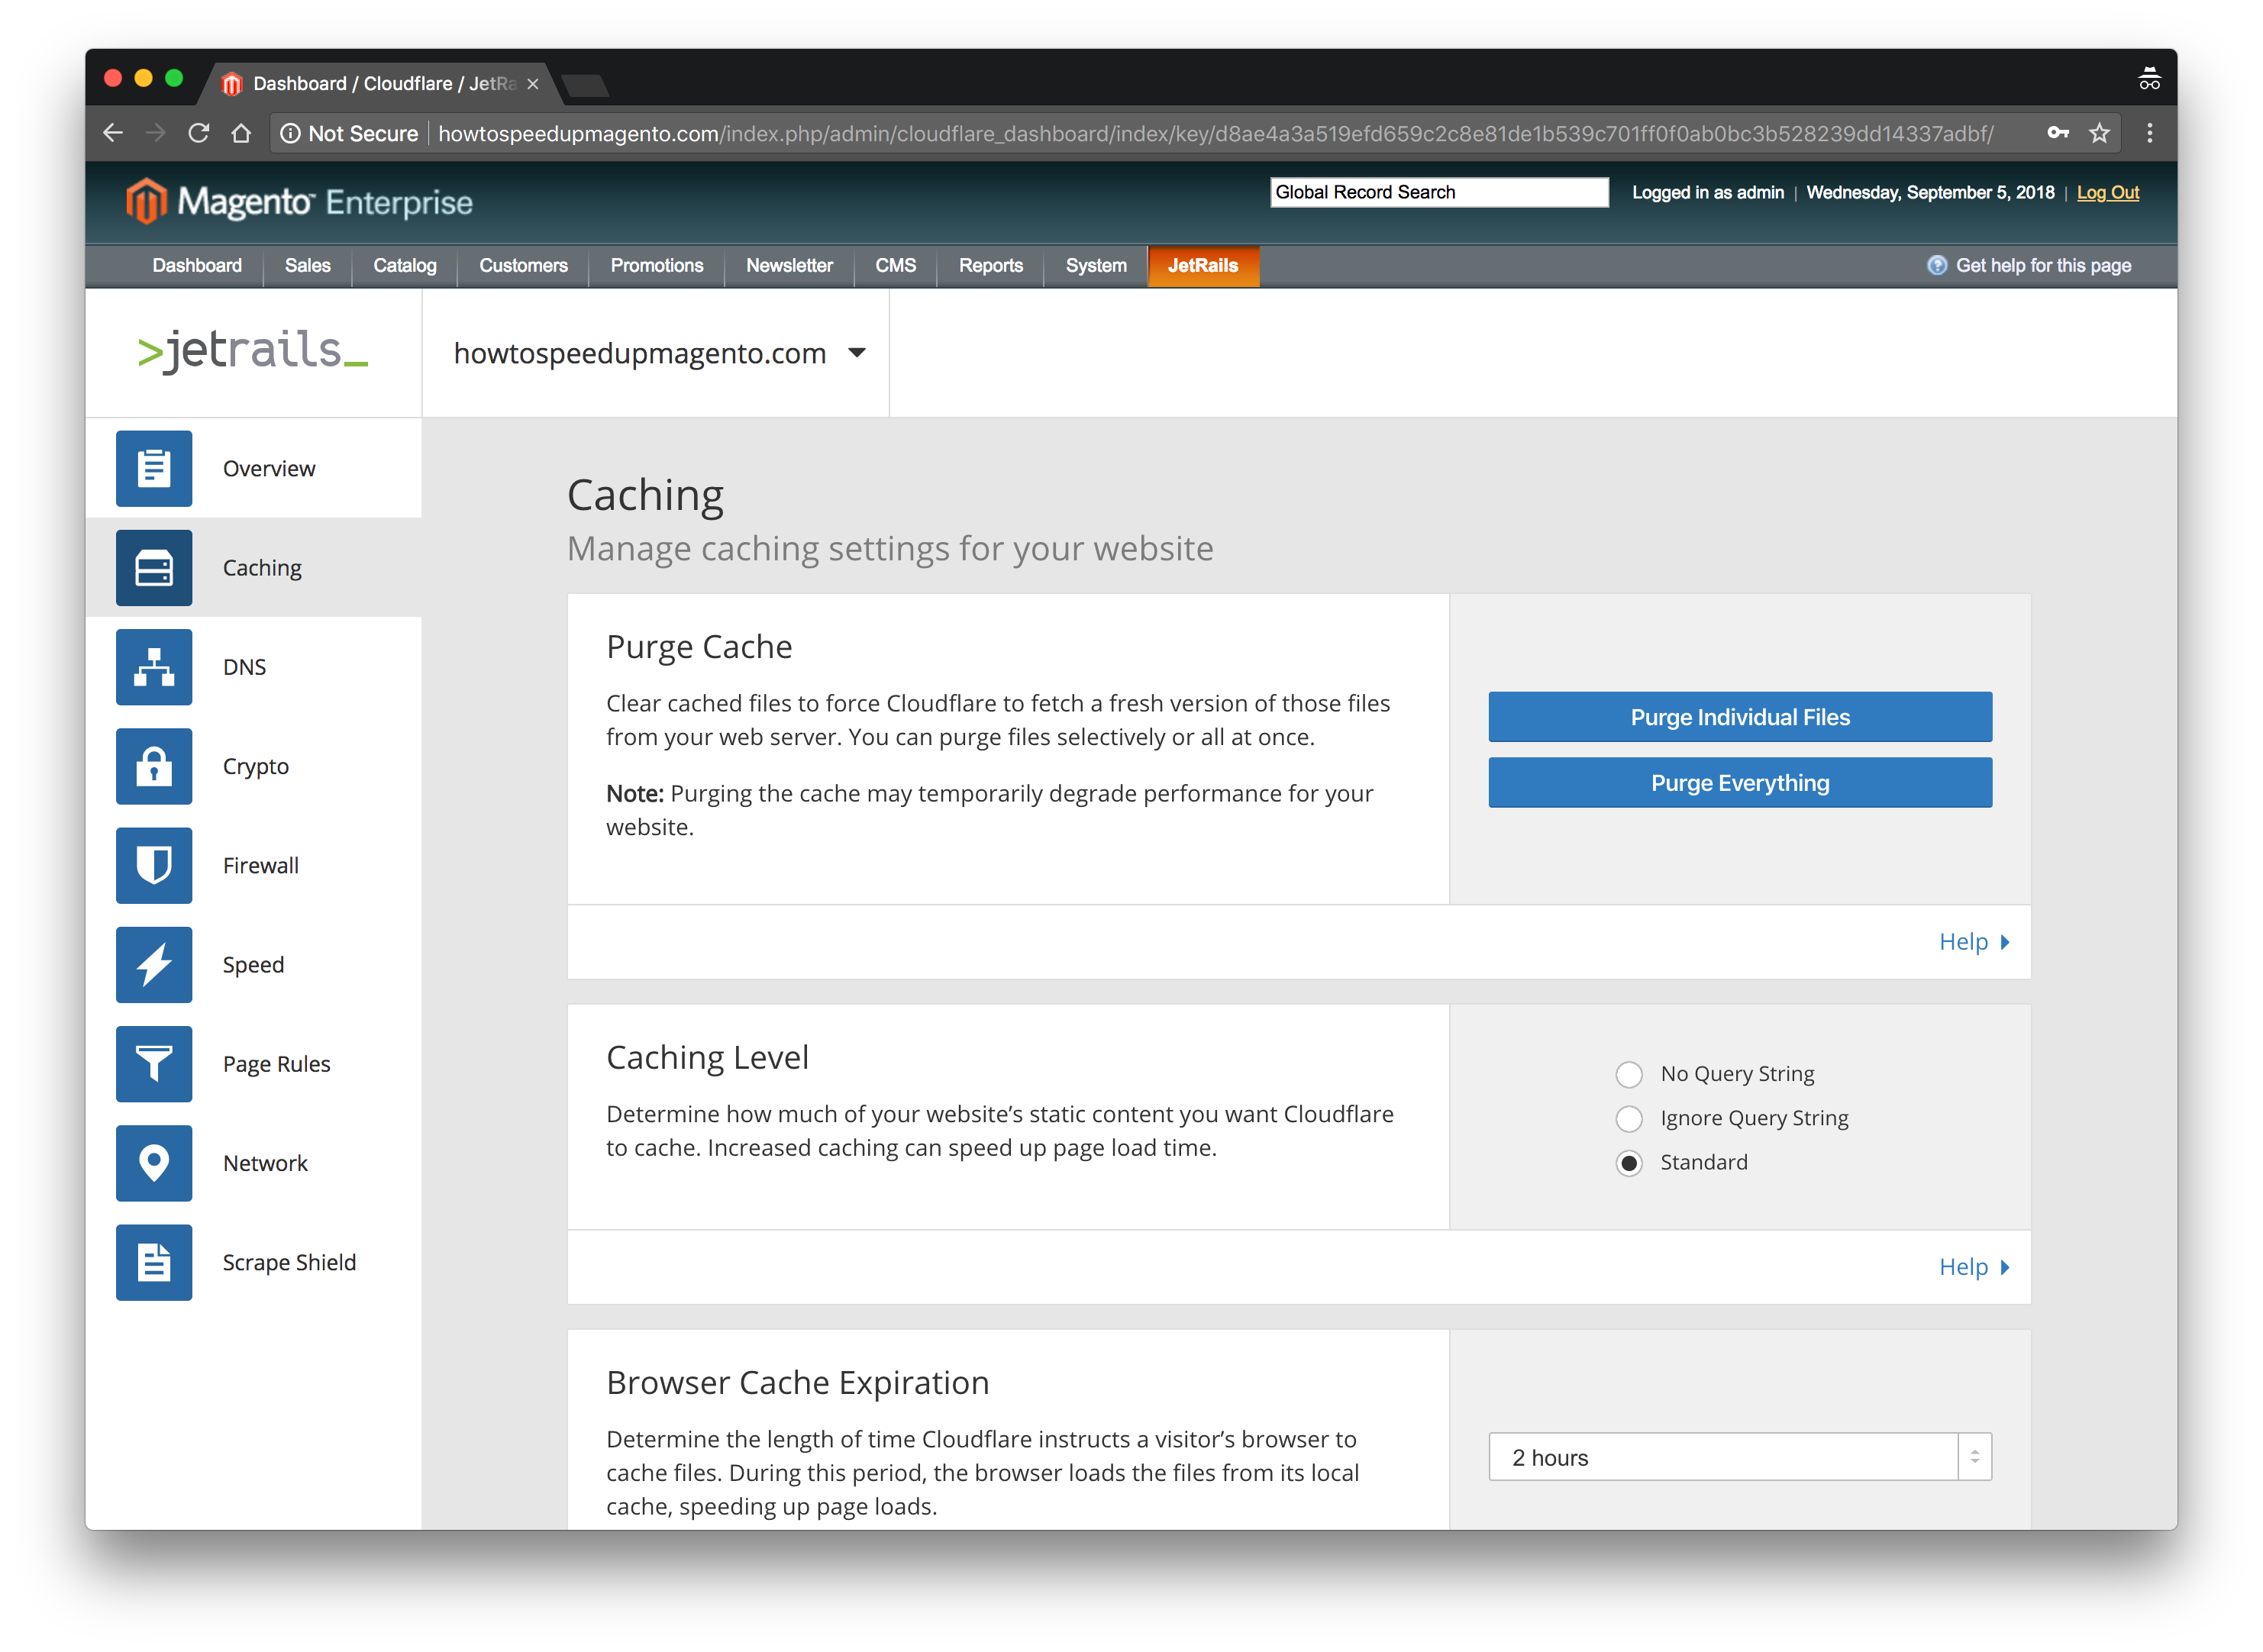 Dashboard / Cloudflare / JetRa
Not Secure howtospeedupmagento.com/index.php/admin/cloudflare_dashboard/index/key/d8ae4a3a519efd659c2c8e81de1b539c701ff0f0ab0bc3b528239dd14337adbf/
Magento Enterprise
Global Record Search
Logged in as admin | Wednesday, September 5, 2018 | Log Out
Dashboard Sales Catalog Customers Promotions Newsletter CMS Reports System JetRails
Get help for this page
>jetrails_
howtospeedupmagento.com
Overview
Caching
DNS
Crypto
Firewall
Speed
Page Rules
Network
Scrape Shield
Caching
Manage caching settings for your website
Purge Cache
Clear cached files to force Cloudflare to fetch a fresh version of those files
from your web server. You can purge files selectively or all at once.
Note: Purging the cache may temporarily degrade performance for your
website.
Purge Individual Files
Purge Everything
Help
Caching Level
Determine how much of your website’s static content you want Cloudflare
to cache. Increased caching can speed up page load time.
No Query String
Ignore Query String
Standard
Help
Browser Cache Expiration
Determine the length of time Cloudflare instructs a visitor’s browser to
cache files. During this period, the browser loads the files from its local
cache, speeding up page loads.
2 hours